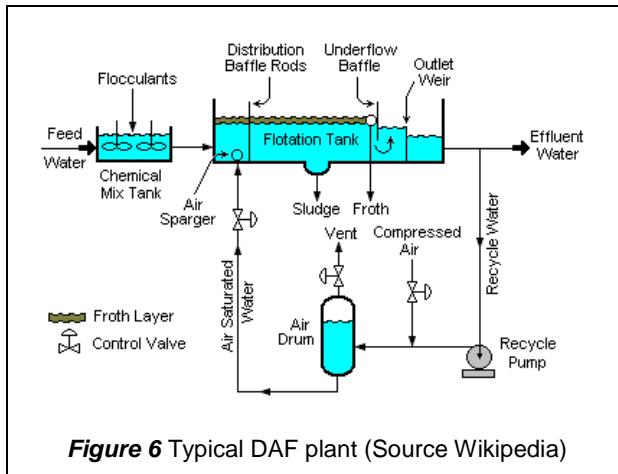 Distribution
Baffle Rods
Underflow
Baffle
Outlet
Weir
Flocculants
Feed
Water
Flotation Tank
Effluent
Water
Chemical
Mix Tank
Air
Sparger
Sludge
Froth
Vent
Compressed
Air
Recycle Water
Air Saturated
Water
Froth Layer
Control Valve
Air
Drum
Recycle
Pump
Figure 6 Typical DAF plant (Source Wikipedia)